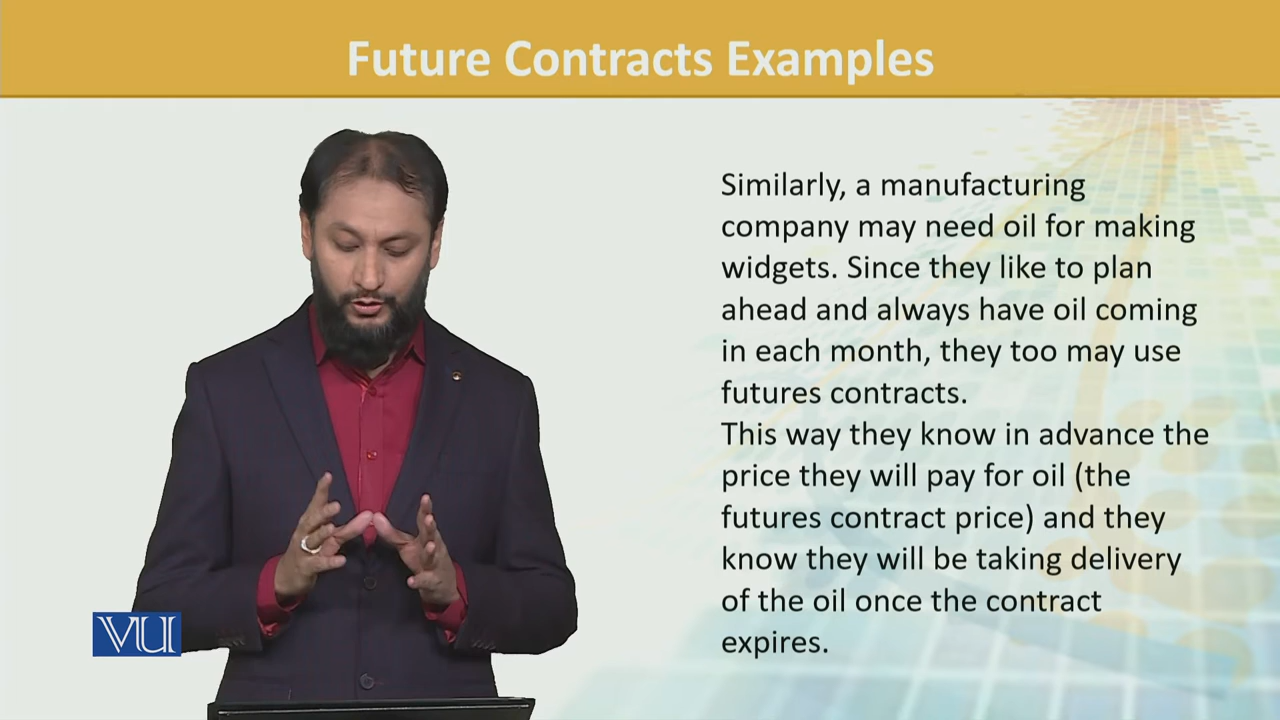 Future Contracts Examples
Similarly, a manufacturing
company may need oil for making
widgets. Since they like to plan
ahead and always have oil coming
in each month, they too may use
futures contracts.
This way they know in advance the
price they will pay for oil (the
futures contract price) and they
know they will be taking delivery
of the oil once the contract
expires.
VU